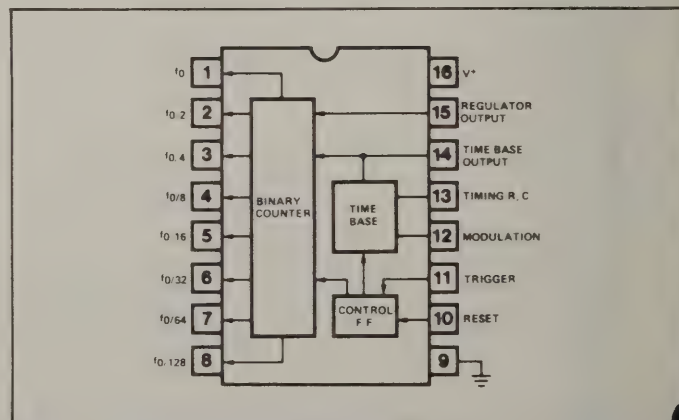 f0 1
f0/2 2
f0/4 3
f0/8 4
f0/16 5
f0/32 6
f0/64 7
f0/128 8
BINARY
COUNTER
TIME
BASE
CONTROL
F F
16 V+
15 REGULATOR
OUTPUT
14 TIME BASE
OUTPUT
13 TIMING R, C
12 MODULATION
11 TRIGGER
10 RESET
9